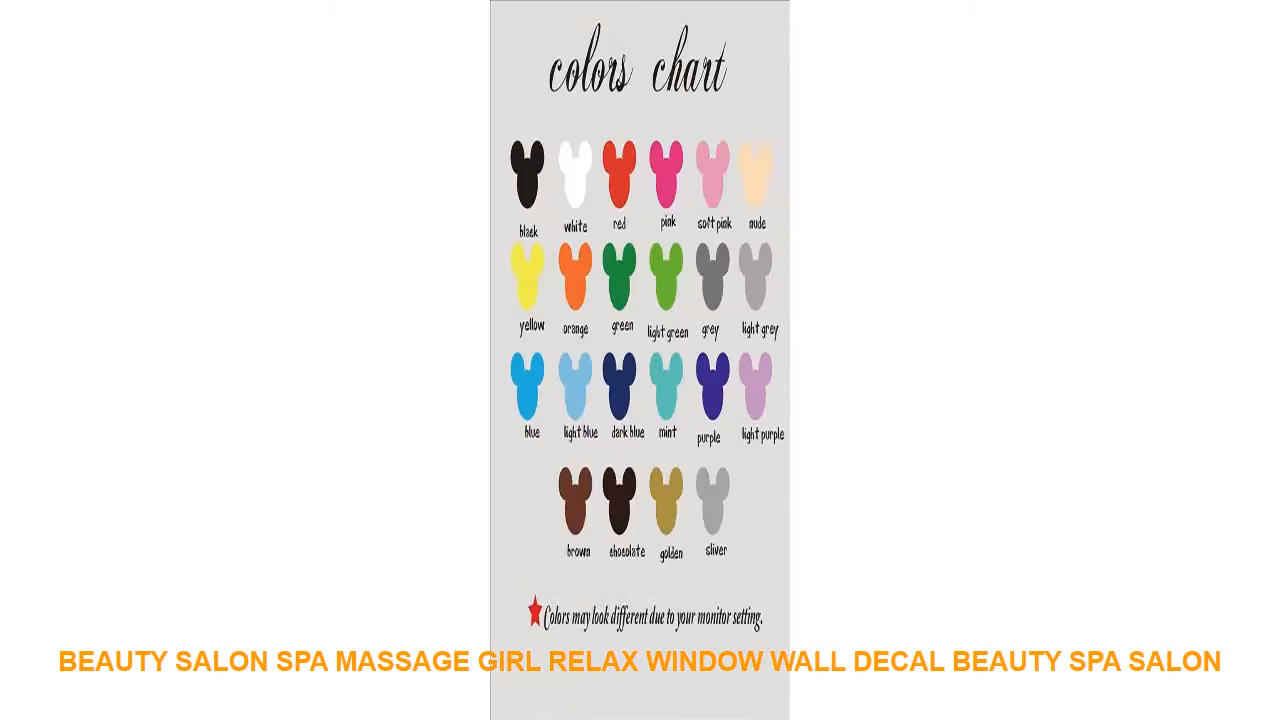 colors chart
black white red pink soft pink nude
yellow orange green light green grey light grey
blue light blue dark blue mint purple light purple
brown chocolate golden sliver
Colors may look different due to your monitor setting.
BEAUTY SALON SPA MASSAGE GIRL RELAX WINDOW WALL DECAL BEAUTY SPA SALON